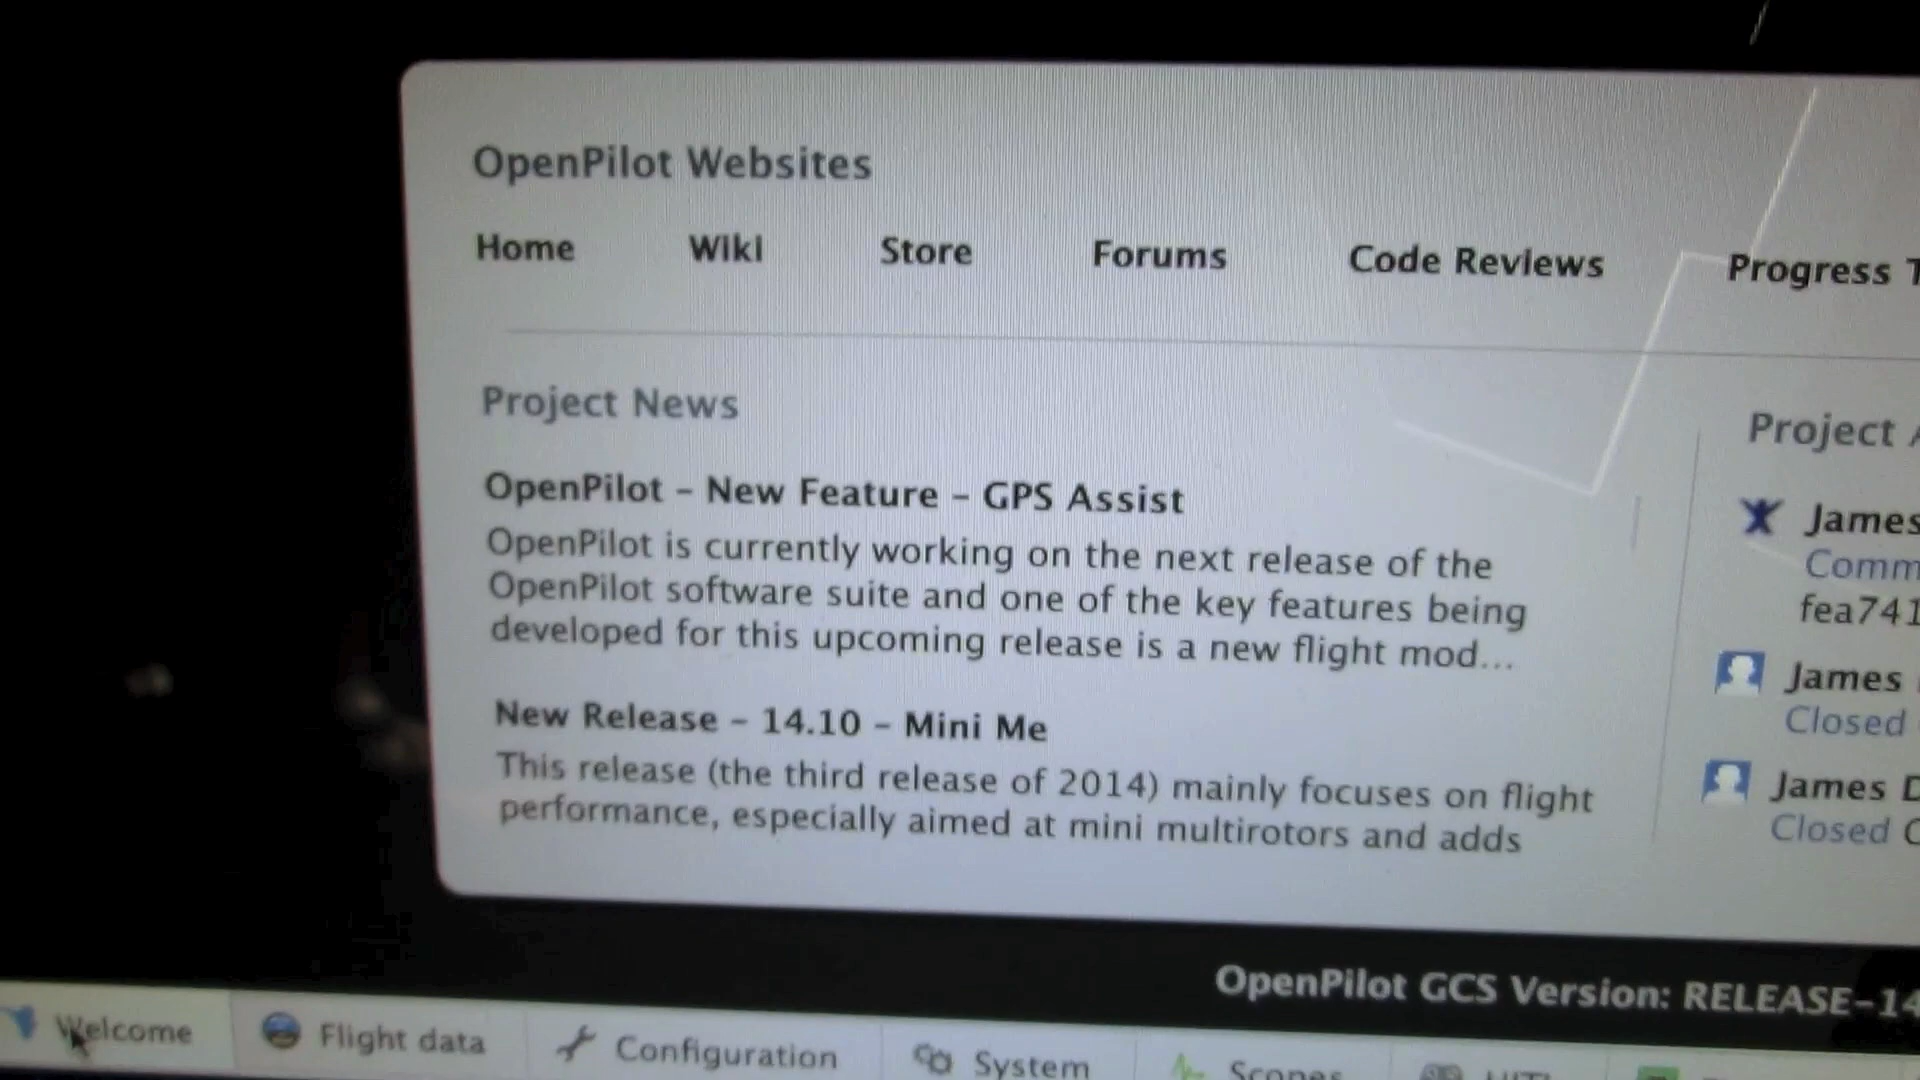 OpenPilot Websites
Home Wiki Store Forums Code Reviews Progress T
Project News
OpenPilot - New Feature - GPS Assist
OpenPilot is currently working on the next release of the
OpenPilot software suite and one of the key features being
developed for this upcoming release is a new flight mod...
New Release - 14.10 - Mini Me
This release (the third release of 2014) mainly focuses on flight
performance, especially aimed at mini multirotors and adds
Project A
James
Comm
fea741
James
Closed
James D
Closed
OpenPilot GCS Version: RELEASE-14
Welcome Flight data Configuration System Scopes